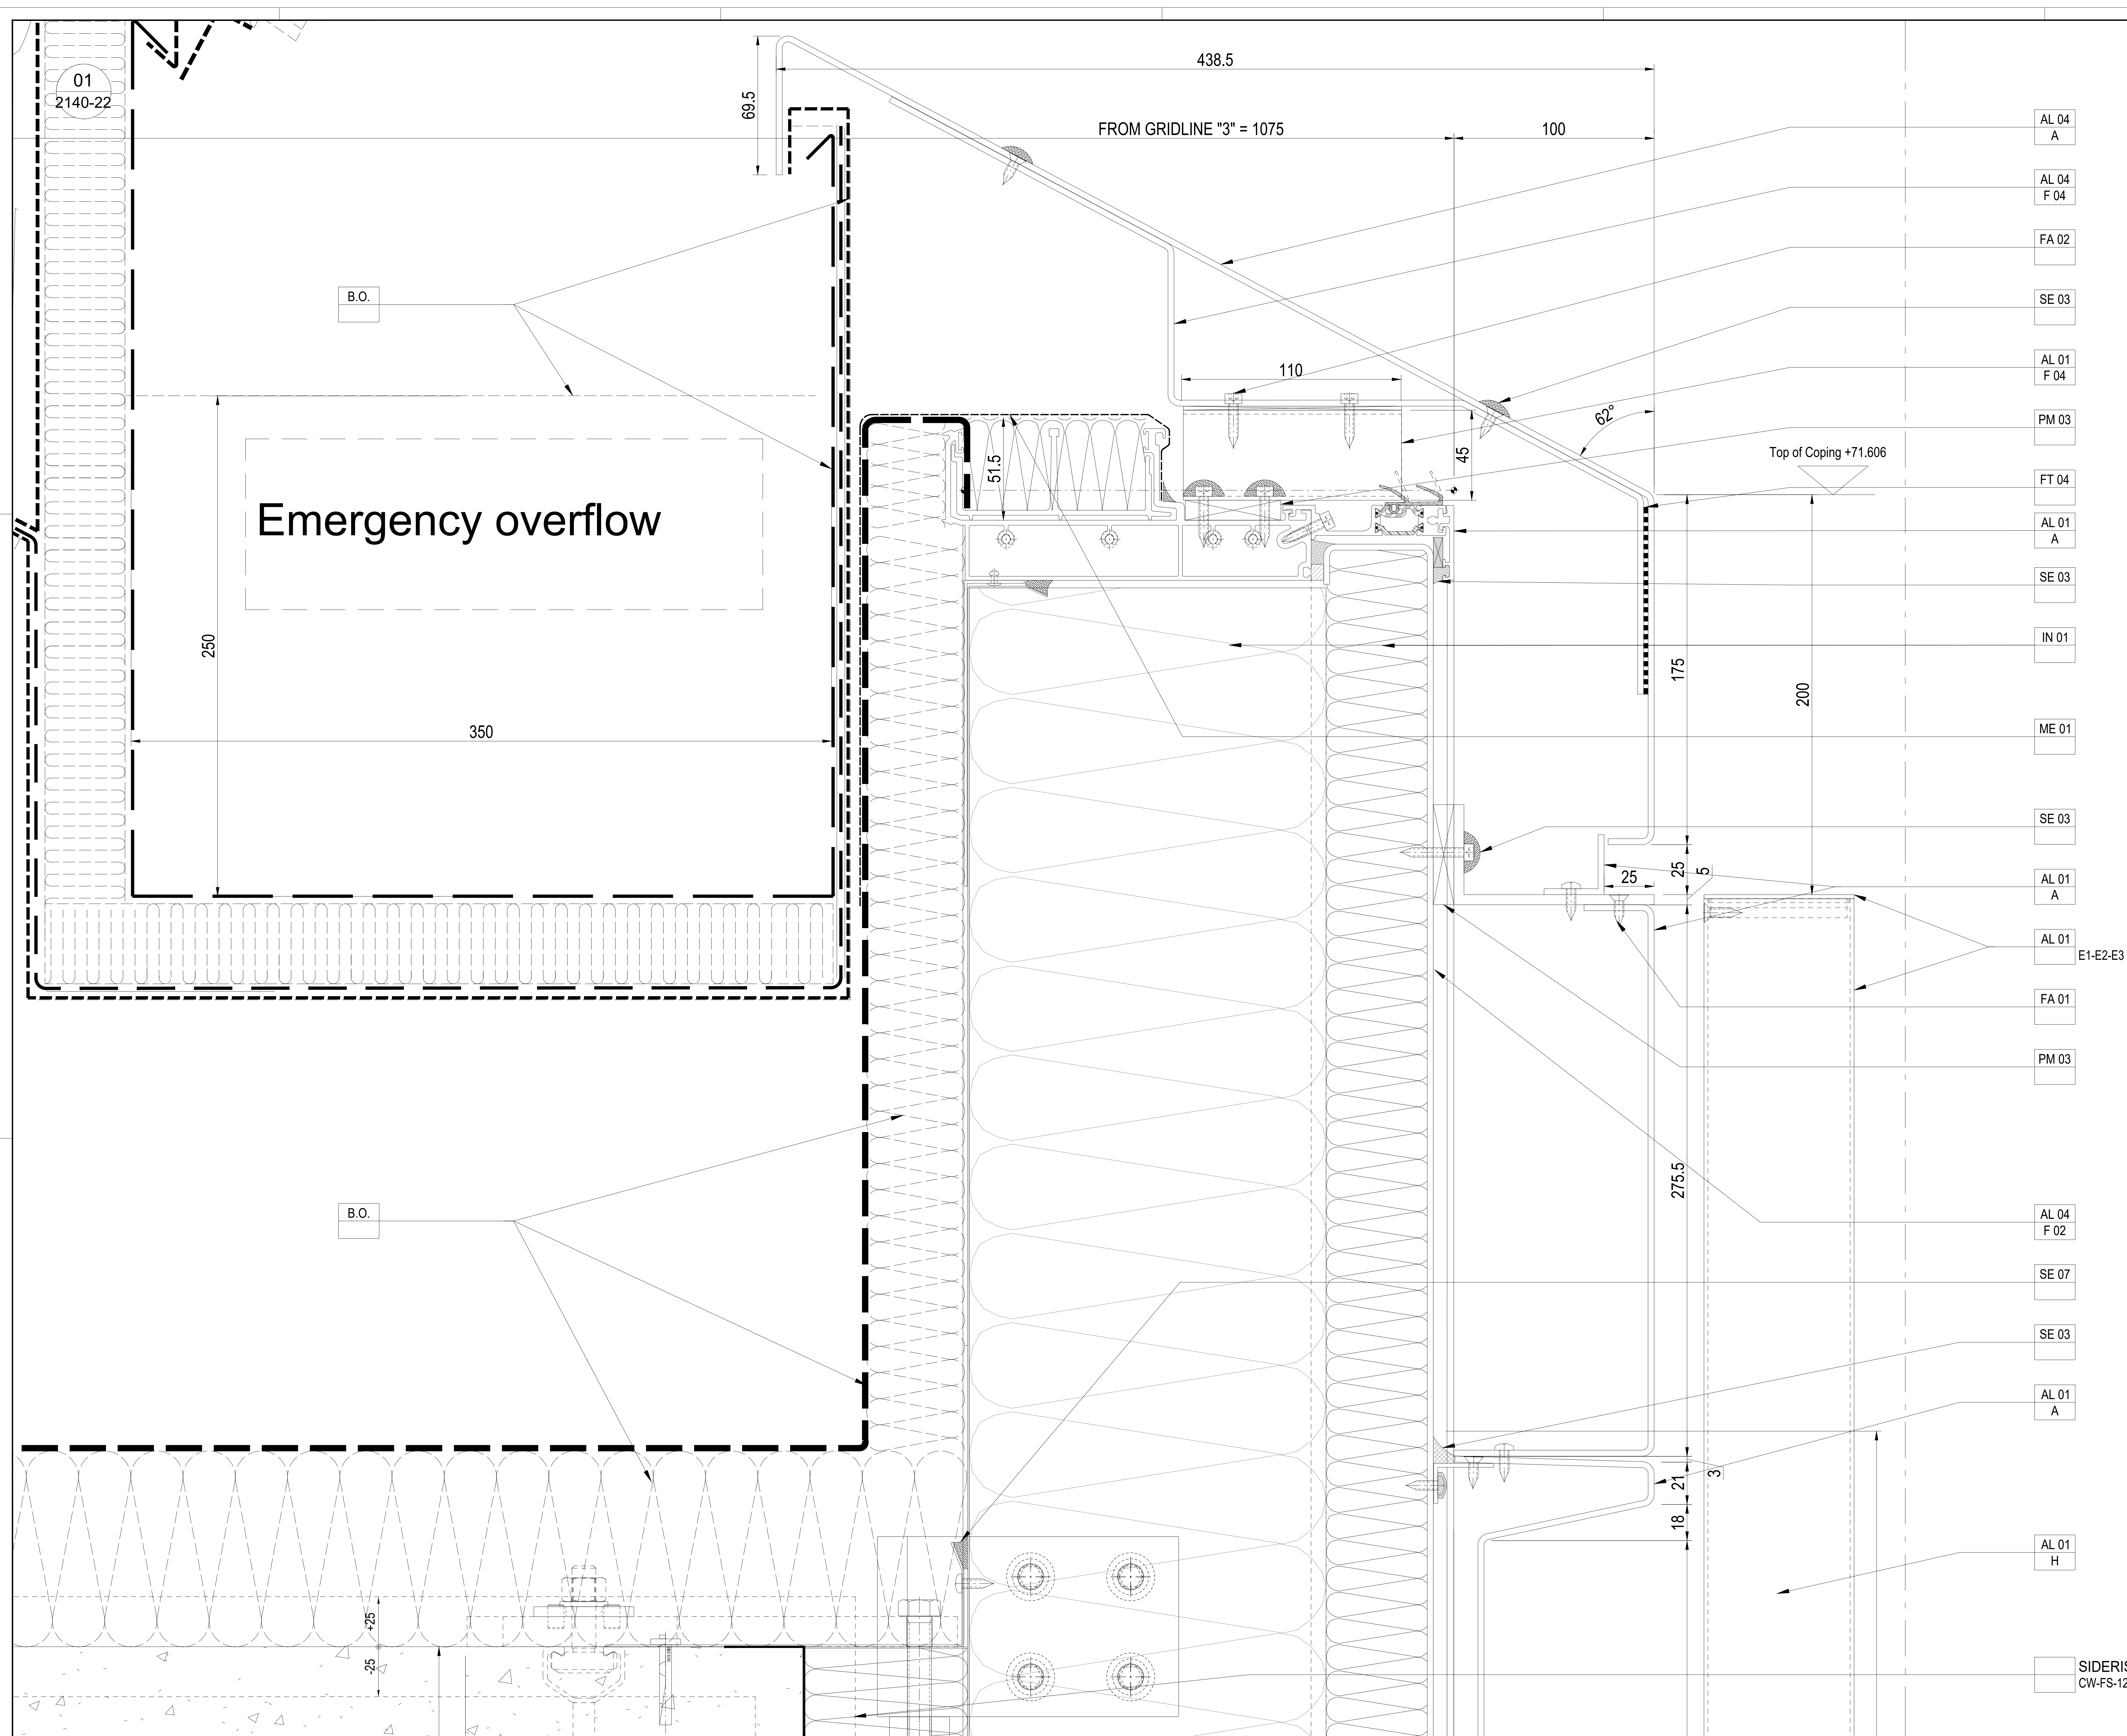 01
2140-22
438.5
69.5
FROM GRIDLINE "3" = 1075
100
AL 04
A
AL 04
F 04
FA 02
B.O.
SE 03
110
AL 01
F 04
62°
45
51.5
PM 03
Top of Coping +71.606
FT 04
Emergency overflow
AL 01
A
SE 03
250
IN 01
175
200
350
ME 01
SE 03
25
25
5
AL 01
A
AL 01
E1-E2-E3
FA 01
PM 03
275.5
B.O.
AL 04
F 02
SE 07
SE 03
AL 01
A
3
21
18
AL 01
H
+25
-25
SIDERIS
CW-FS-12